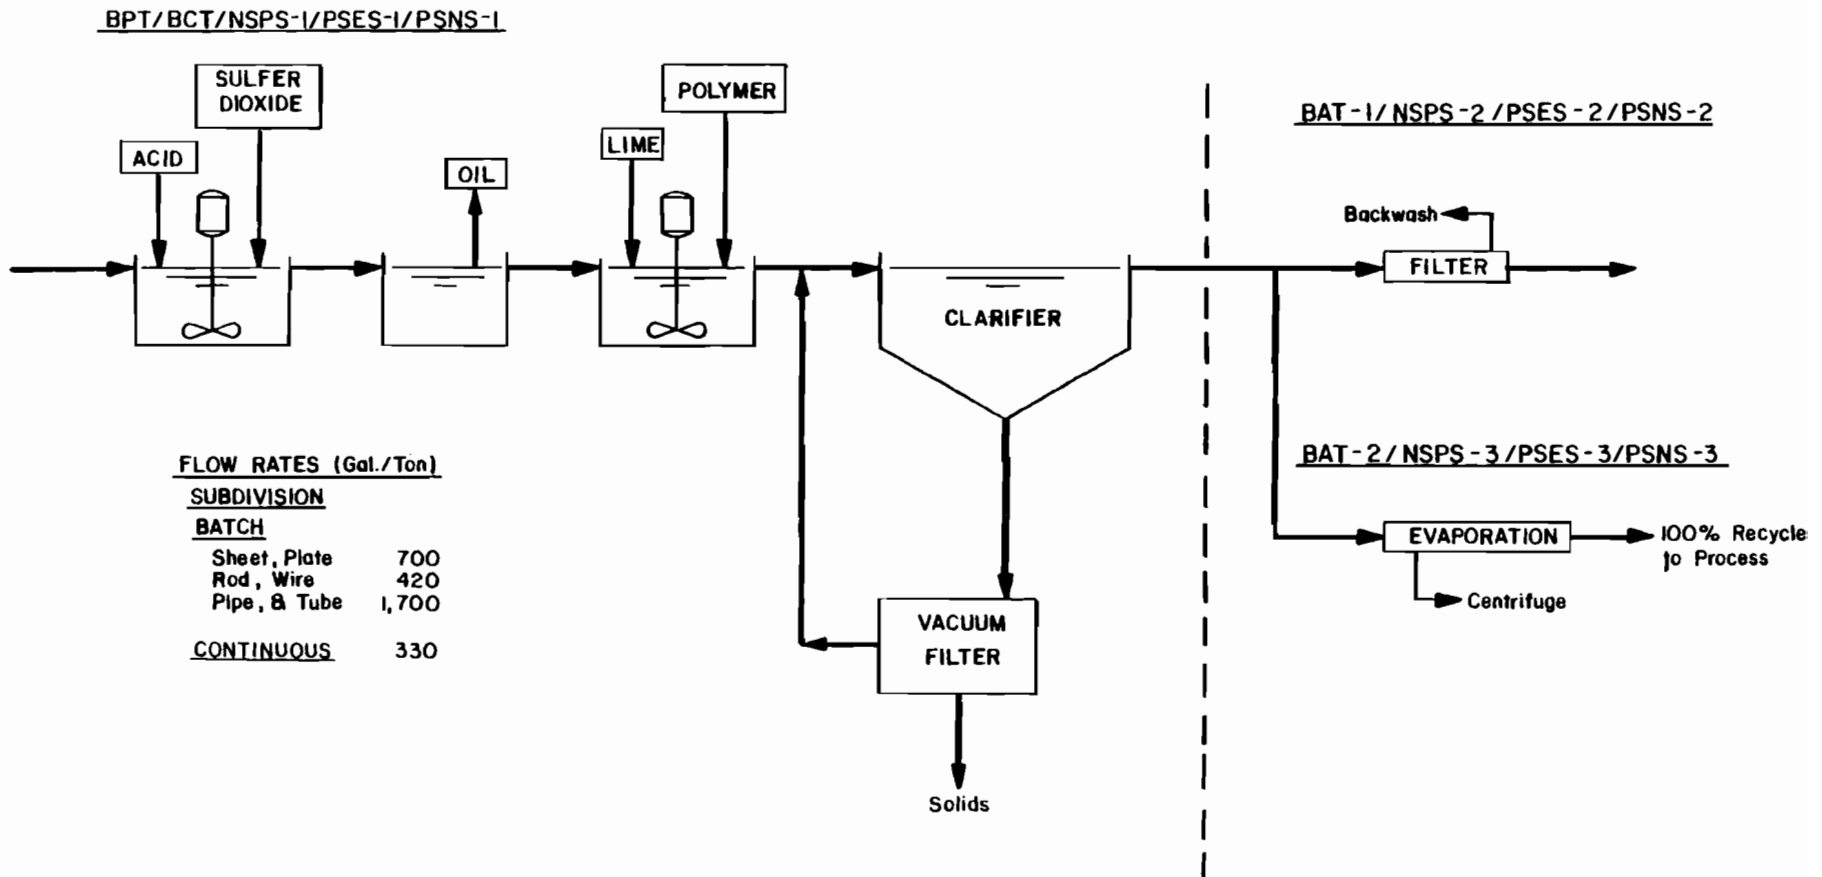 BPT/BCT/NSPS-1/PSES-1/PSNS-1
SULFER
DIOXIDE
ACID
OIL
POLYMER
LIME
CLARIFIER
VACUUM
FILTER
Solids
FLOW RATES (Gal./Ton)
SUBDIVISION
BATCH
Sheet, Plate 700
Rod, Wire 420
Pipe, & Tube 1,700
CONTINUOUS 330
BAT-1/NSPS-2/PSES-2/PSNS-2
Backwash
FILTER
BAT-2/NSPS-3/PSES-3/PSNS-3
EVAPORATION
100% Recycle
to Process
Centrifuge